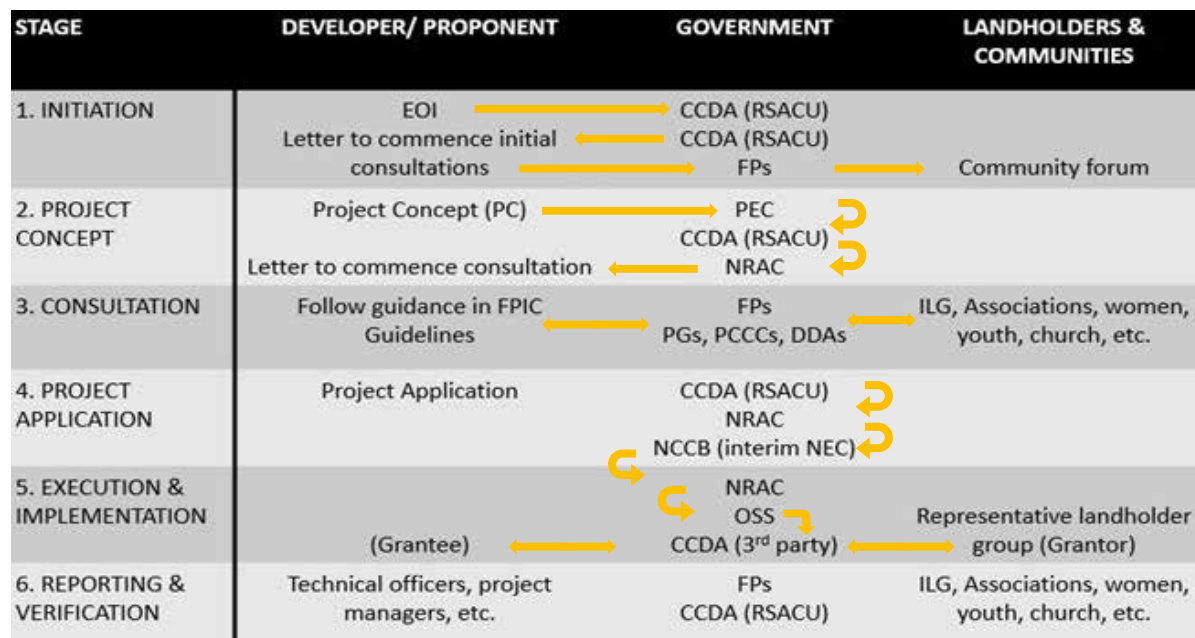 STAGE DEVELOPER/ PROPONENT GOVERNMENT LANDHOLDERS &
COMMUNITIES
1. INITIATION EOI CCDA (RSACU)
Letter to commence initial CCDA (RSACU)
consultations FPs Community forum
2. PROJECT Project Concept (PC) PEC
CONCEPT CCDA (RSACU)
Letter to commence consultation NRAC
3. CONSULTATION Follow guidance in FPIC FPs ILG, Associations, women,
Guidelines PGs, PCCCs, DDAs youth, church, etc.
4. PROJECT Project Application CCDA (RSACU)
APPLICATION NRAC
NCCB (interim NEC)
5. EXECUTION & NRAC
IMPLEMENTATION OSS Representative landholder
(Grantee) CCDA (3rd party) group (Grantor)
6. REPORTING & Technical officers, project FPs ILG, Associations, women,
VERIFICATION managers, etc. CCDA (RSACU) youth, church, etc.